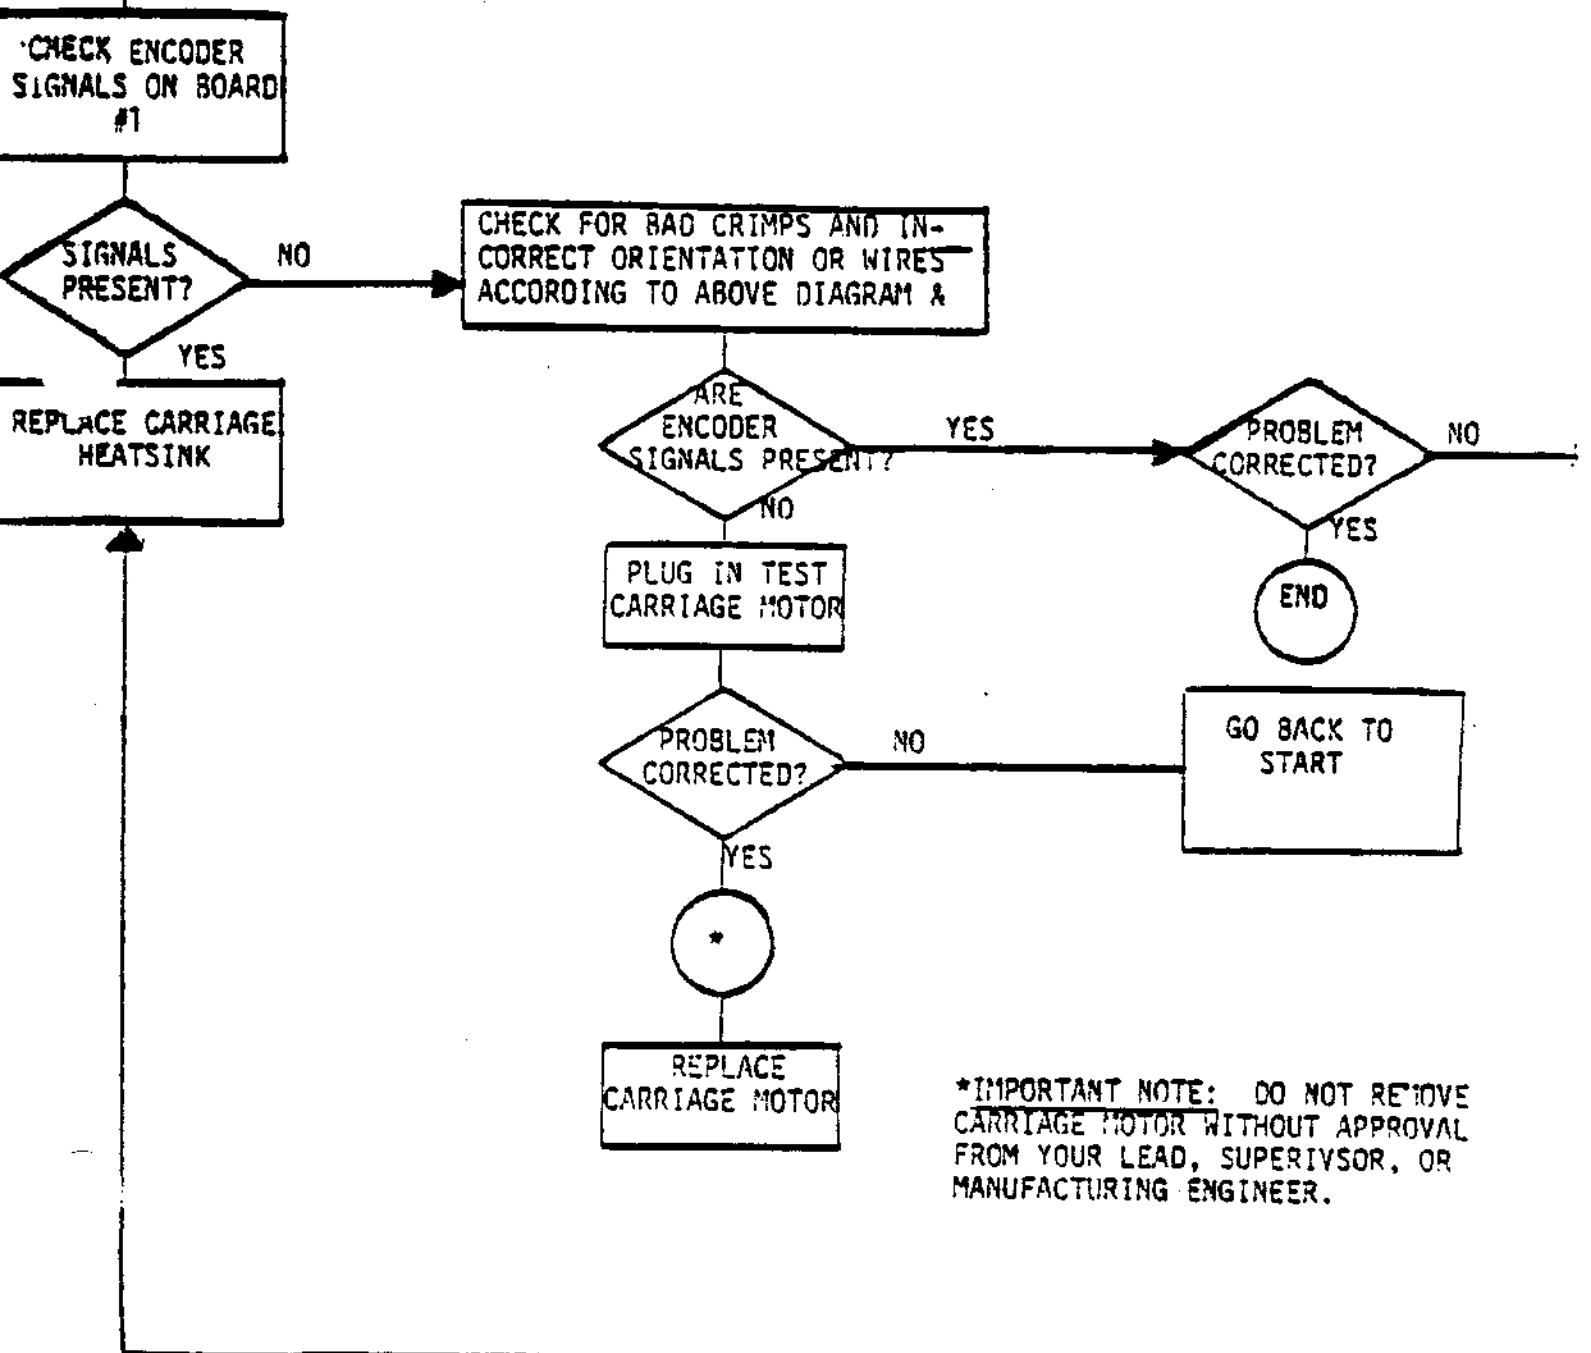 CHECK ENCODER
SIGNALS ON BOARD
#1
SIGNALS
PRESENT?
NO
YES
REPLACE CARRIAGE
HEATSINK
CHECK FOR BAD CRIMPS AND IN-
CORRECT ORIENTATION OR WIRES
ACCORDING TO ABOVE DIAGRAM &
ARE
ENCODER
SIGNALS PRESENT?
YES
NO
PROBLEM
CORRECTED?
NO
YES
END
PLUG IN TEST
CARRIAGE MOTOR
PROBLEM
CORRECTED?
NO
YES
GO BACK TO
START
*
REPLACE
CARRIAGE MOTOR
*IMPORTANT NOTE: DO NOT REMOVE
CARRIAGE MOTOR WITHOUT APPROVAL
FROM YOUR LEAD, SUPERIVSOR, OR
MANUFACTURING ENGINEER.